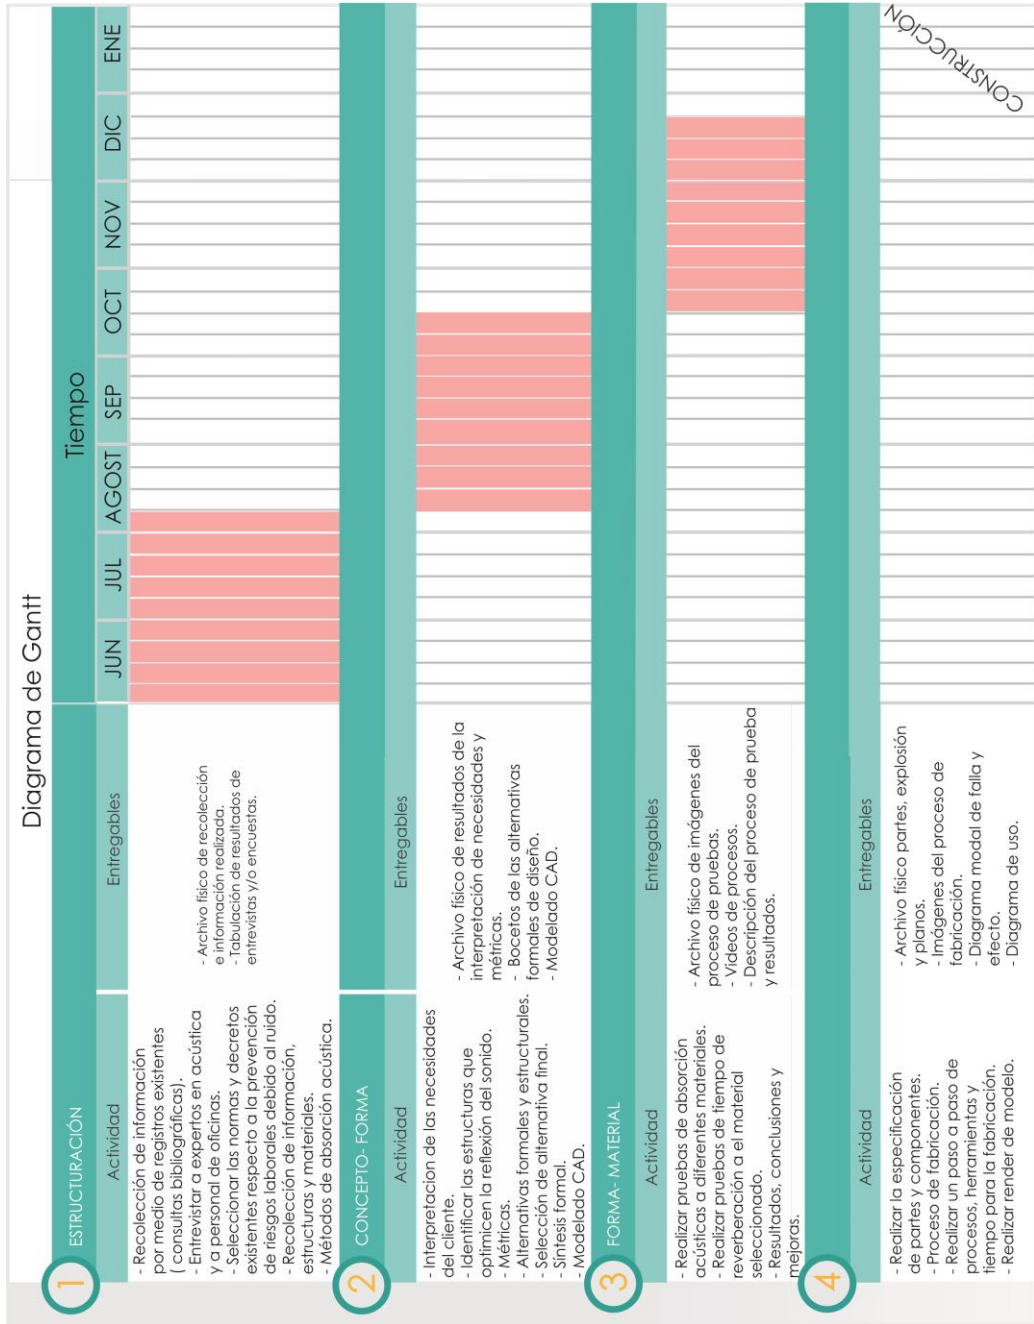 Diagrama de Gantt
1
ESTRUCTURACIÓN
Tiempo
Actividad
Entregables
JUN
JUL
AGOST
SEP
OCT
NOV
DIC
ENE
- Recolección de información
por medio de registros existentes
( consultas bibliográficas).
- Entrevistar a expertos en acústica
y a personal de oficinas.
- Seleccionar las normas y decretos
existentes respecto a la prevención
de riesgos laborales debido al ruido.
- Recolección de información,
estructuras y materiales.
- Métodos de absorción acústica.
- Archivo físico de recolección
e información realizada.
- Tabulación de resultados de
entrevistas y/o encuestas.
2
CONCEPTO- FORMA
Actividad
Entregables
- Interpretacion de las necesidades
del cliente.
- Identificar las estructuras que
optimicen la reflexión del sonido.
- Métricas.
- Alternativas formales y estructurales.
- Selección de alternativa final.
- Síntesis formal.
- Modelado CAD.
- Archivo físico de resultados de la
interpretación de necesidades y
métricas.
- Bocetos de las alternativas
formales de diseño.
- Modelado CAD.
3
FORMA- MATERIAL
Actividad
Entregables
- Realizar pruebas de absorción
acústicas a diferentes materiales.
- Realizar pruebas de tiempo de
reverberación a el material
seleccionado.
- Resultados, conclusiones y
mejoras.
- Archivo físico de imágenes del
proceso de pruebas.
- Videos de procesos.
- Descripción del proceso de prueba
y resultados.
4
CONSTRUCCIÓN
Actividad
Entregables
- Realizar la especificación
de partes y componentes.
- Proceso de fabricación.
- Realizar un paso a paso de
procesos, herramientas y
tiempo para la fabricación.
- Realizar render de modelo.
- Archivo físico partes, explosión
y planos.
- Imágenes del proceso de
fabricación.
- Diagrama modal de falla y
efecto.
- Diagrama de uso.